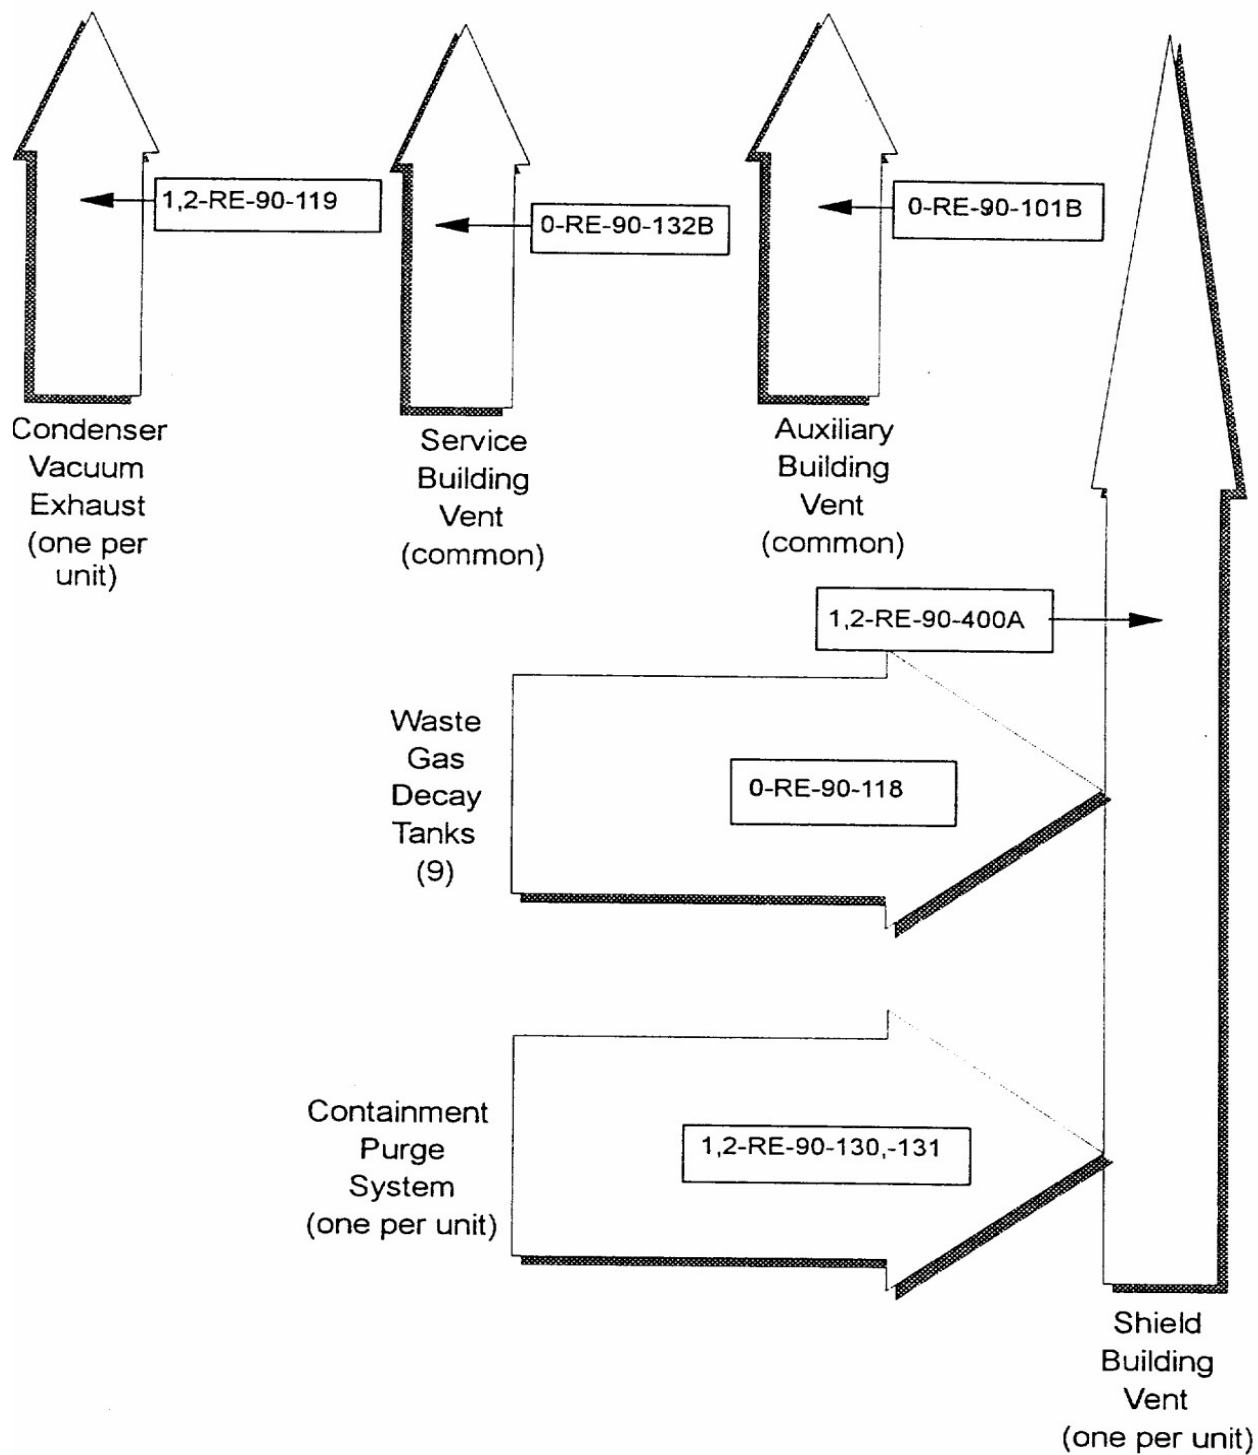 1,2-RE-90-119
0-RE-90-132B
0-RE-90-101B
Condenser
Vacuum
Exhaust
(one per
unit)
Service
Building
Vent
(common)
Auxiliary
Building
Vent
(common)
1,2-RE-90-400A
Waste
Gas
Decay
Tanks
(9)
0-RE-90-118
Containment
Purge
System
(one per unit)
1,2-RE-90-130,-131
Shield
Building
Vent
(one per unit)